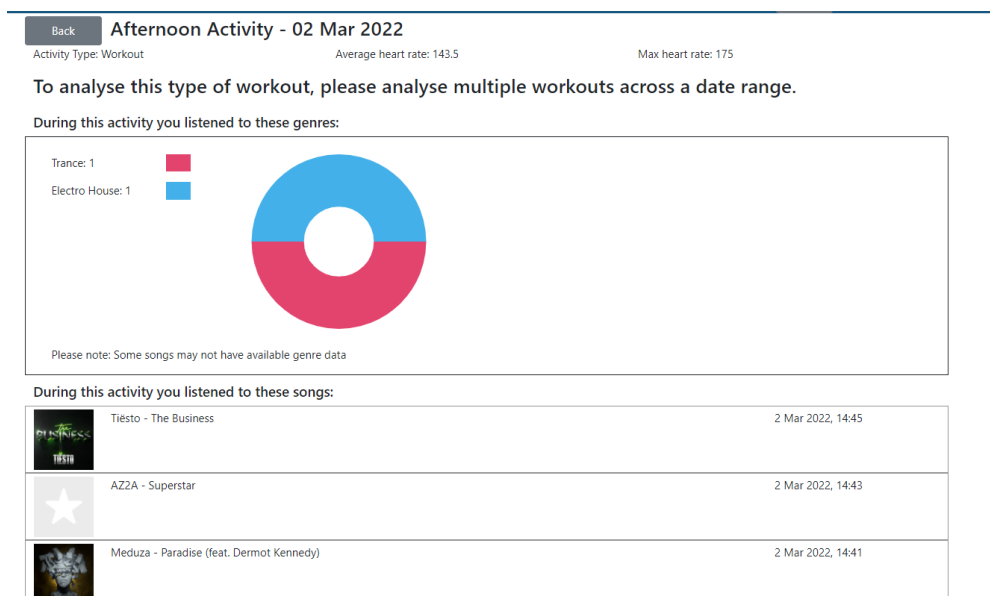 Back
Afternoon Activity - 02 Mar 2022
Activity Type: Workout
Average heart rate: 143.5
Max heart rate: 175
To analyse this type of workout, please analyse multiple workouts across a date range.
During this activity you listened to these genres:
Trance: 1
Electro House: 1
Please note: Some songs may not have available genre data
During this activity you listened to these songs:
The
BUSINESS
TIËSTO
Tiësto - The Business
2 Mar 2022, 14:45
AZ2A - Superstar
2 Mar 2022, 14:43
Meduza - Paradise (feat. Dermot Kennedy)
2 Mar 2022, 14:41